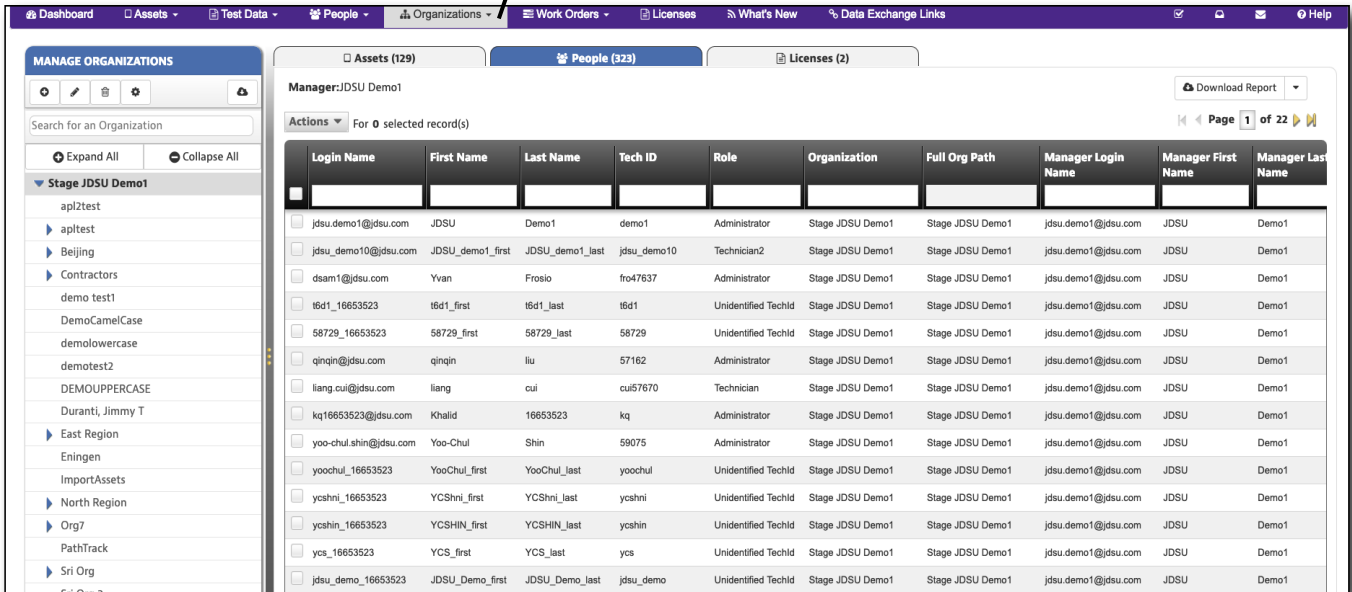 Dashboard Assets Test Data People Organizations Work Orders Licenses What's New Data Exchange Links Help
MANAGE ORGANIZATIONS
Search for an Organization
Expand All Collapse All
Stage JDSU Demo1
apl2test
apltest
Beijing
Contractors
demo test1
DemoCamelCase
demolowercase
demotest2
DEMOUPPERCASE
Duranti, Jimmy T
East Region
Eningen
ImportAssets
North Region
Org7
PathTrack
Sri Org
Assets (129) People (323) Licenses (2)
Manager:JDSU Demo1 Download Report
Actions For 0 selected record(s) Page 1 of 22
Login Name First Name Last Name Tech ID Role Organization Full Org Path Manager Login Name Manager First Name Manager Last Name
jdsu.demo1@jdsu.com JDSU Demo1 demo1 Administrator Stage JDSU Demo1 Stage JDSU Demo1 jdsu.demo1@jdsu.com JDSU Demo1
jdsu_demo10@jdsu.com JDSU_demo1_first JDSU_demo1_last jdsu_demo10 Technician2 Stage JDSU Demo1 Stage JDSU Demo1 jdsu.demo1@jdsu.com JDSU Demo1
dsam1@jdsu.com Yvan Frosio fro47637 Administrator Stage JDSU Demo1 Stage JDSU Demo1 jdsu.demo1@jdsu.com JDSU Demo1
t6d1_16653523 t6d1_first t6d1_last t6d1 Unidentified TechId Stage JDSU Demo1 Stage JDSU Demo1 jdsu.demo1@jdsu.com JDSU Demo1
58729_16653523 58729_first 58729_last 58729 Unidentified TechId Stage JDSU Demo1 Stage JDSU Demo1 jdsu.demo1@jdsu.com JDSU Demo1
qinqin@jdsu.com qinqin liu 57162 Administrator Stage JDSU Demo1 Stage JDSU Demo1 jdsu.demo1@jdsu.com JDSU Demo1
liang.cui@jdsu.com liang cui cui57670 Technician Stage JDSU Demo1 Stage JDSU Demo1 jdsu.demo1@jdsu.com JDSU Demo1
kq16653523@jdsu.com Khalid 16653523 kq Administrator Stage JDSU Demo1 Stage JDSU Demo1 jdsu.demo1@jdsu.com JDSU Demo1
yoo-chul.shin@jdsu.com Yoo-Chul Shin 59075 Administrator Stage JDSU Demo1 Stage JDSU Demo1 jdsu.demo1@jdsu.com JDSU Demo1
yoochul_16653523 YooChul_first YooChul_last yoochul Unidentified TechId Stage JDSU Demo1 Stage JDSU Demo1 jdsu.demo1@jdsu.com JDSU Demo1
ycshni_16653523 YCShni_first YCShni_last ycshni Unidentified TechId Stage JDSU Demo1 Stage JDSU Demo1 jdsu.demo1@jdsu.com JDSU Demo1
ycshin_16653523 YCSHIN_first YCSHIN_last ycshin Unidentified TechId Stage JDSU Demo1 Stage JDSU Demo1 jdsu.demo1@jdsu.com JDSU Demo1
ycs_16653523 YCS_first YCS_last ycs Unidentified TechId Stage JDSU Demo1 Stage JDSU Demo1 jdsu.demo1@jdsu.com JDSU Demo1
jdsu_demo_16653523 JDSU_Demo_first JDSU_Demo_last jdsu_demo Unidentified TechId Stage JDSU Demo1 Stage JDSU Demo1 jdsu.demo1@jdsu.com JDSU Demo1